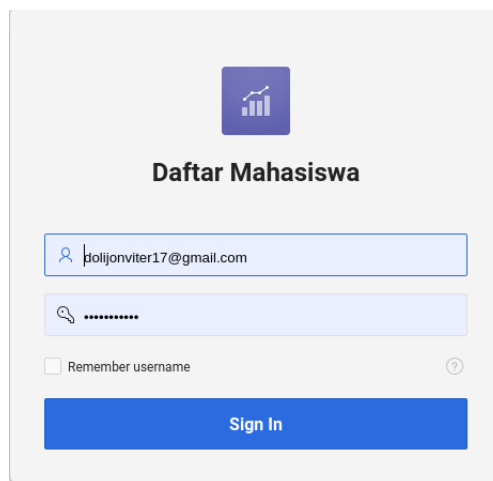 Daftar Mahasiswa
dolijonviter17@gmail.com
•••••••••••
Remember username
?
Sign In